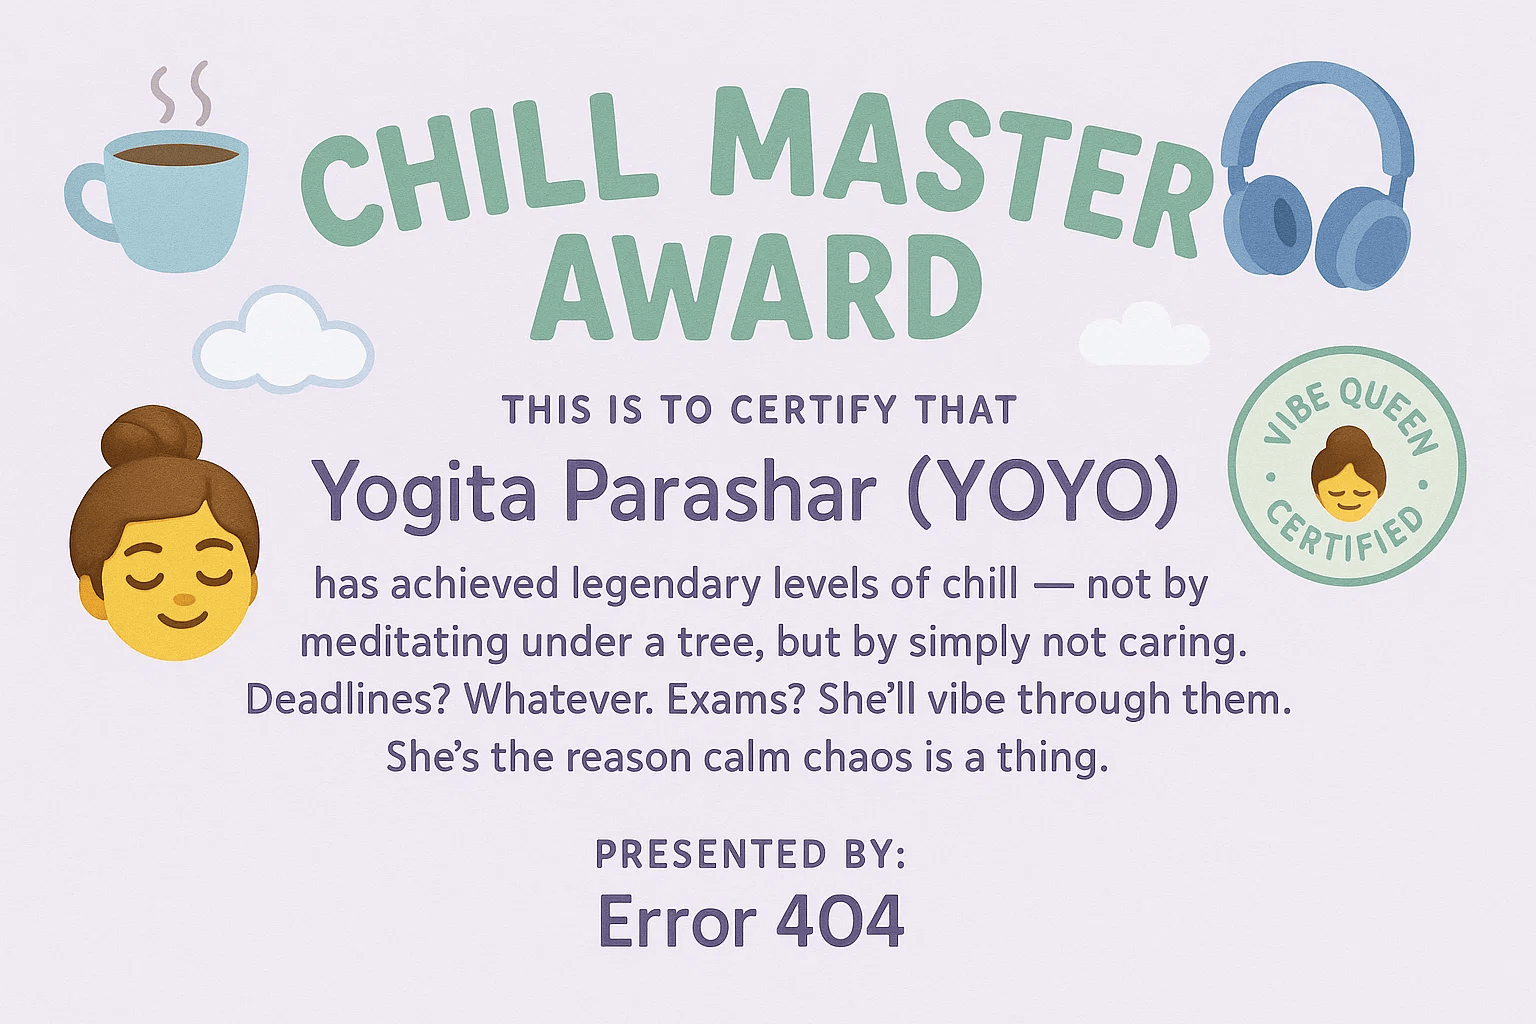 CHILL MASTER
AWARD
THIS IS TO CERTIFY THAT
Yogita Parashar (YOYO)
VIBE QUEEN
CERTIFIED
has achieved legendary levels of chill — not by
meditating under a tree, but by simply not caring.
Deadlines? Whatever. Exams? She’ll vibe through them.
She’s the reason calm chaos is a thing.
PRESENTED BY:
Error 404